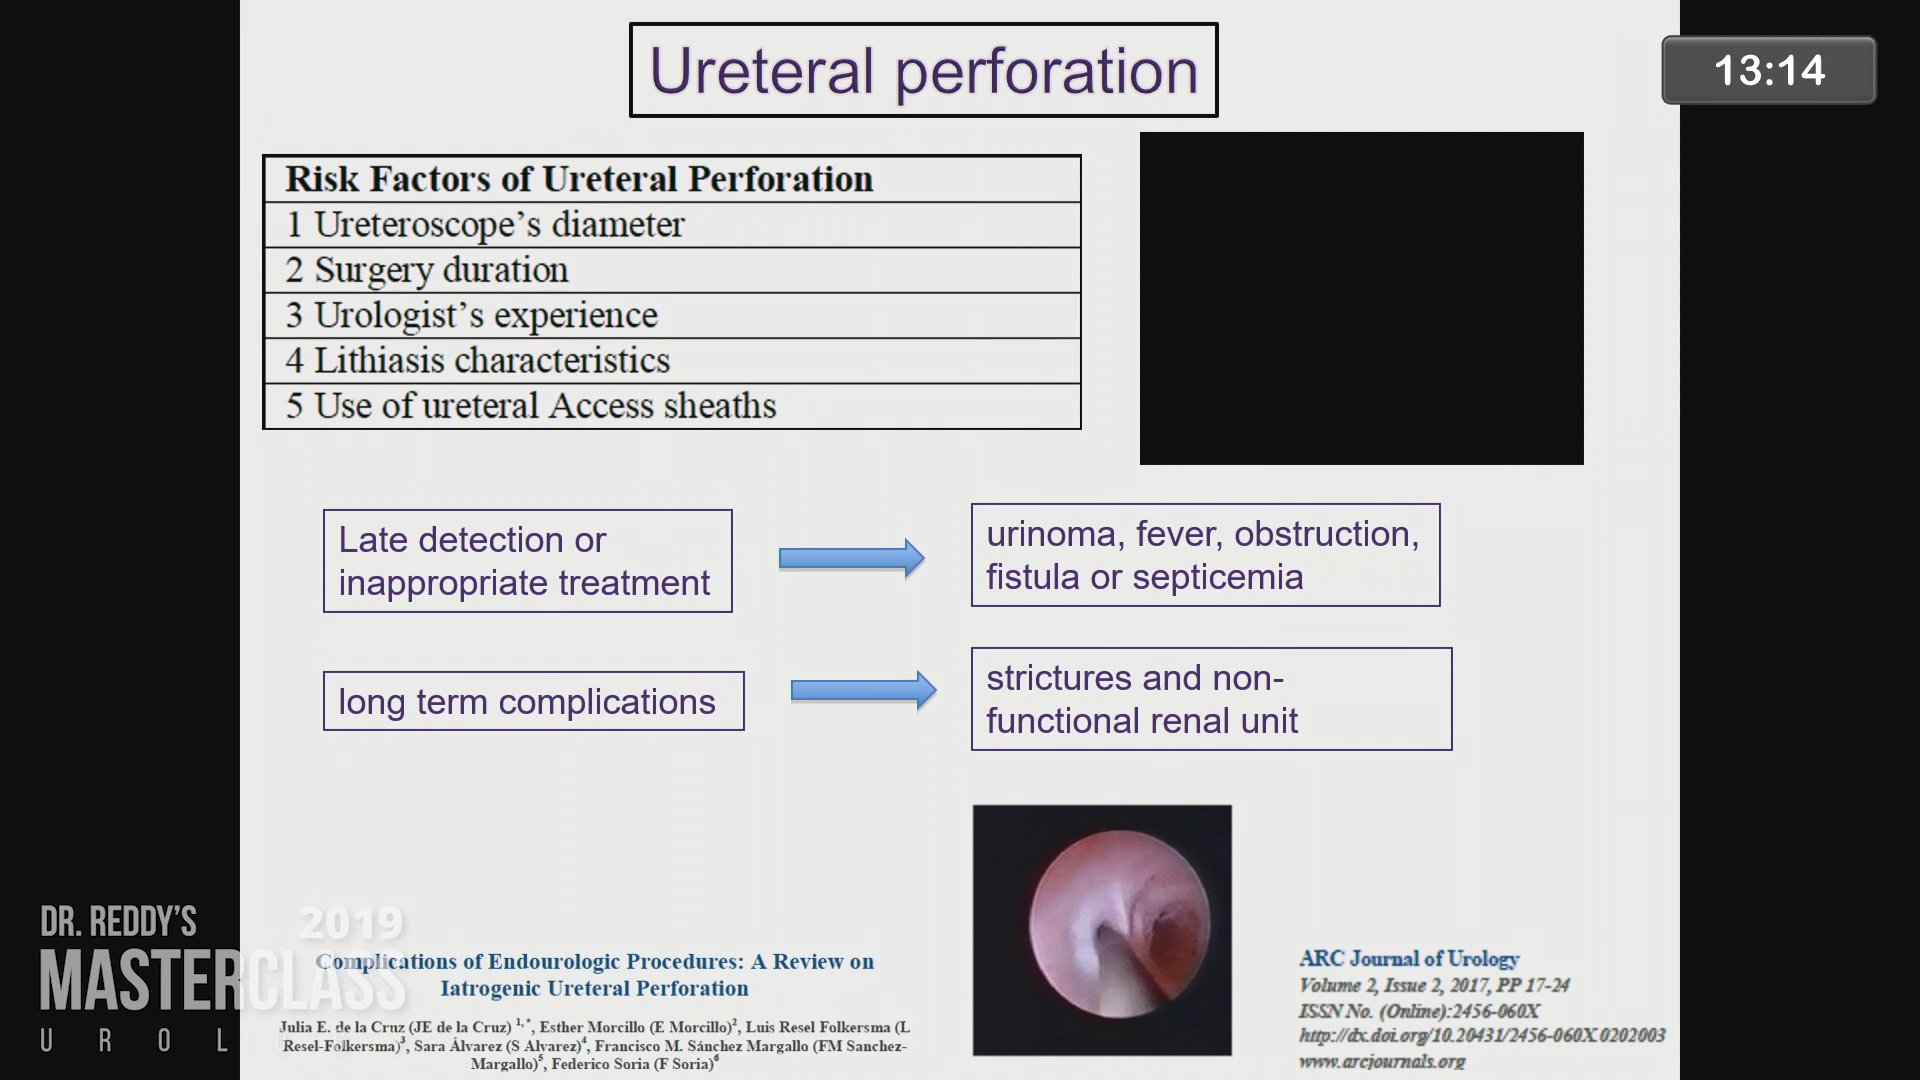 Ureteral perforation
13:14
Risk Factors of Ureteral Perforation
1 Ureteroscope’s diameter
2 Surgery duration
3 Urologist’s experience
4 Lithiasis characteristics
5 Use of ureteral Access sheaths
Late detection or
inappropriate treatment
urinoma, fever, obstruction,
fistula or septicemia
long term complications
strictures and non-
functional renal unit
DR. REDDY’S
2019
MASTERCLASS
U R O L
Complications of Endourologic Procedures: A Review on
Iatrogenic Ureteral Perforation
Julia E. de la Cruz (JE de la Cruz) 1,*, Esther Morcillo (E Morcillo)2, Luis Resel Folkersma (L
Resel-Folkersma)3, Sara Álvarez (S Alvarez)4, Francisco M. Sánchez Margallo (FM Sanchez-
Margallo)5, Federico Soria (F Soria)6
ARC Journal of Urology
Volume 2, Issue 2, 2017, PP 17-24
ISSN No. (Online):2456-060X
http://dx.doi.org/10.20431/2456-060X.0202003
www.arcjournals.org